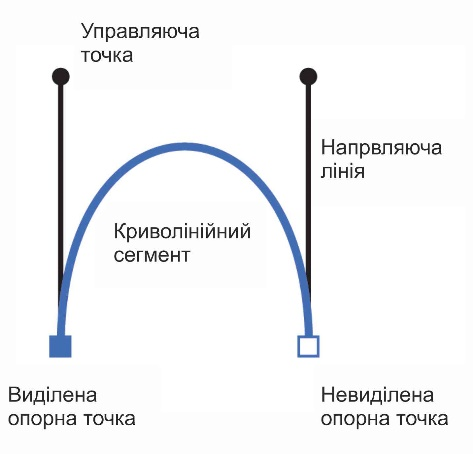 Управляюча
точка
Напрвляюча
лінія
Криволінійний
сегмент
Виділена
опорна точка
Невиділена
опорна точка